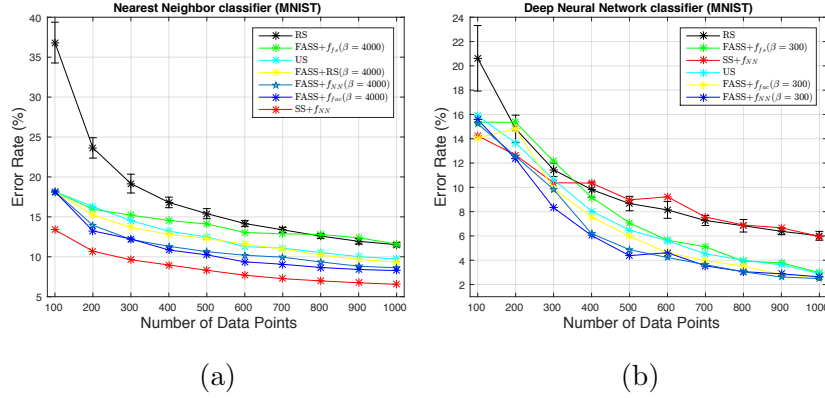 Nearest Neighbor classifier (MNIST)
Error Rate (%)
40
35
30
25
20
15
10
5
RS
FASS+f_{fs}(β = 4000)
US
FASS+RS(β = 4000)
FASS+f_{NN}(β = 4000)
FASS+f_{fac}(β = 4000)
SS+f_{NN}
100 200 300 400 500 600 700 800 900 1000
Number of Data Points
(a)
Deep Neural Network classifier (MNIST)
Error Rate (%)
24
22
20
18
16
14
12
10
8
6
4
2
RS
FASS+f_{fs}(β = 300)
SS+f_{NN}
US
FASS+f_{fac}(β = 300)
FASS+f_{NN}(β = 300)
100 200 300 400 500 600 700 800 900 1000
Number of Data Points
(b)